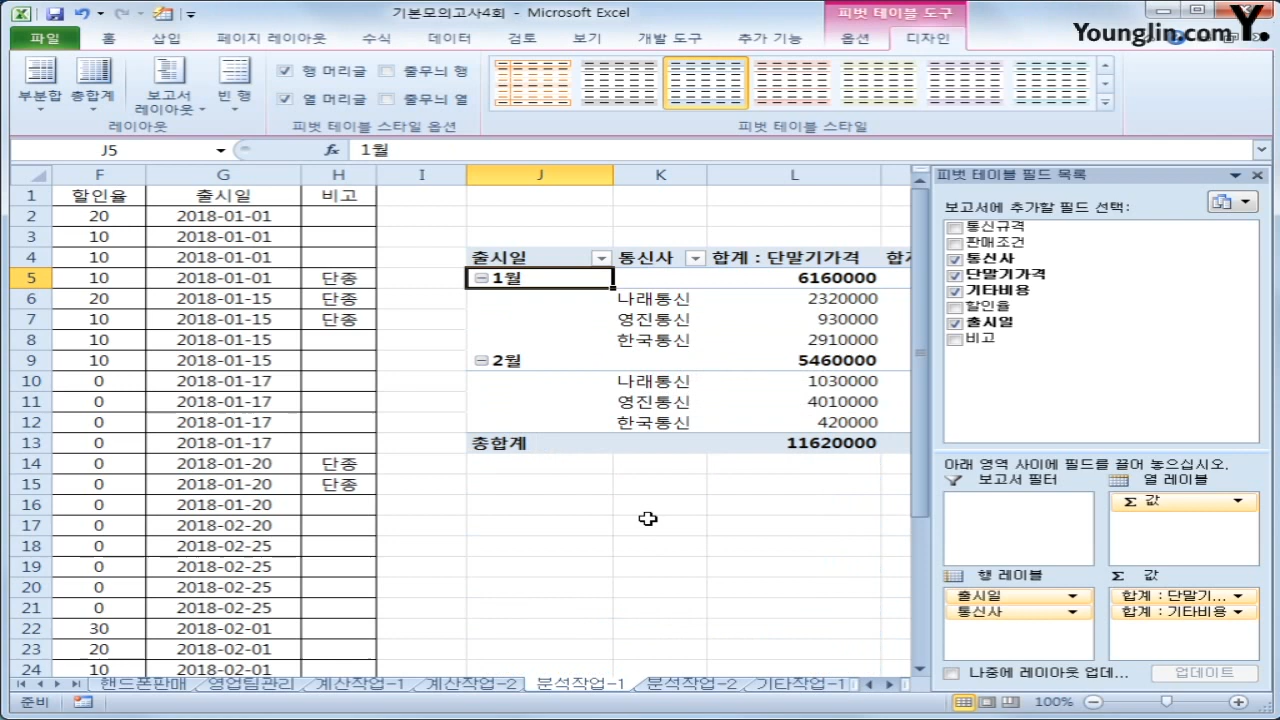 기본모의고사4회 - Microsoft Excel
피벗 테이블 도구
Younglin.com Y.
파일 홈 삽입 페이지 레이아웃 수식 데이터 검토 보기 개발 도구 추가 기능 옵션 디자인
부분합 총합계 보고서 레이아웃 빈 행
행 머리글 줄무늬 행
열 머리글 줄무늬 열
레이아웃 피벗 테이블 스타일 옵션 피벗 테이블 스타일
J5 fx 1월
F G H I J K L
1 할인율 출시일 비고
2 20 2018-01-01
3 10 2018-01-01
4 10 2018-01-01 출시일 통신사 합계 : 단말기가격
5 10 2018-01-01 단종 1월 6160000
6 20 2018-01-15 단종 나래통신 2320000
7 10 2018-01-15 단종 영진통신 930000
8 10 2018-01-15 한국통신 2910000
9 10 2018-01-15 2월 5460000
10 0 2018-01-17 나래통신 1030000
11 0 2018-01-17 영진통신 4010000
12 0 2018-01-17 한국통신 420000
13 0 2018-01-17 총합계 11620000
14 0 2018-01-20 단종
15 0 2018-01-20 단종
16 0 2018-01-20
17 0 2018-02-20
18 0 2018-02-25
19 0 2018-02-25
20 0 2018-02-25
21 0 2018-02-25
22 30 2018-02-01
23 20 2018-02-01
24 10 2018-02-01
피벗 테이블 필드 목록
보고서에 추가할 필드 선택:
통신규격
판매조건
통신사
단말기가격
기타비용
할인율
출시일
비고
아래 영역 사이에 필드를 끌어 놓으십시오.
보고서 필터 열 레이블
Σ 값
행 레이블 Σ 값
출시일 합계 : 단말기...
통신사 합계 : 기타비용
나중에 레이아웃 업데... 업데이트
핸드폰판매 영업팀관리 계산작업-1 계산작업-2 분석작업-1 분석작업-2 기타작업-1
준비 100%